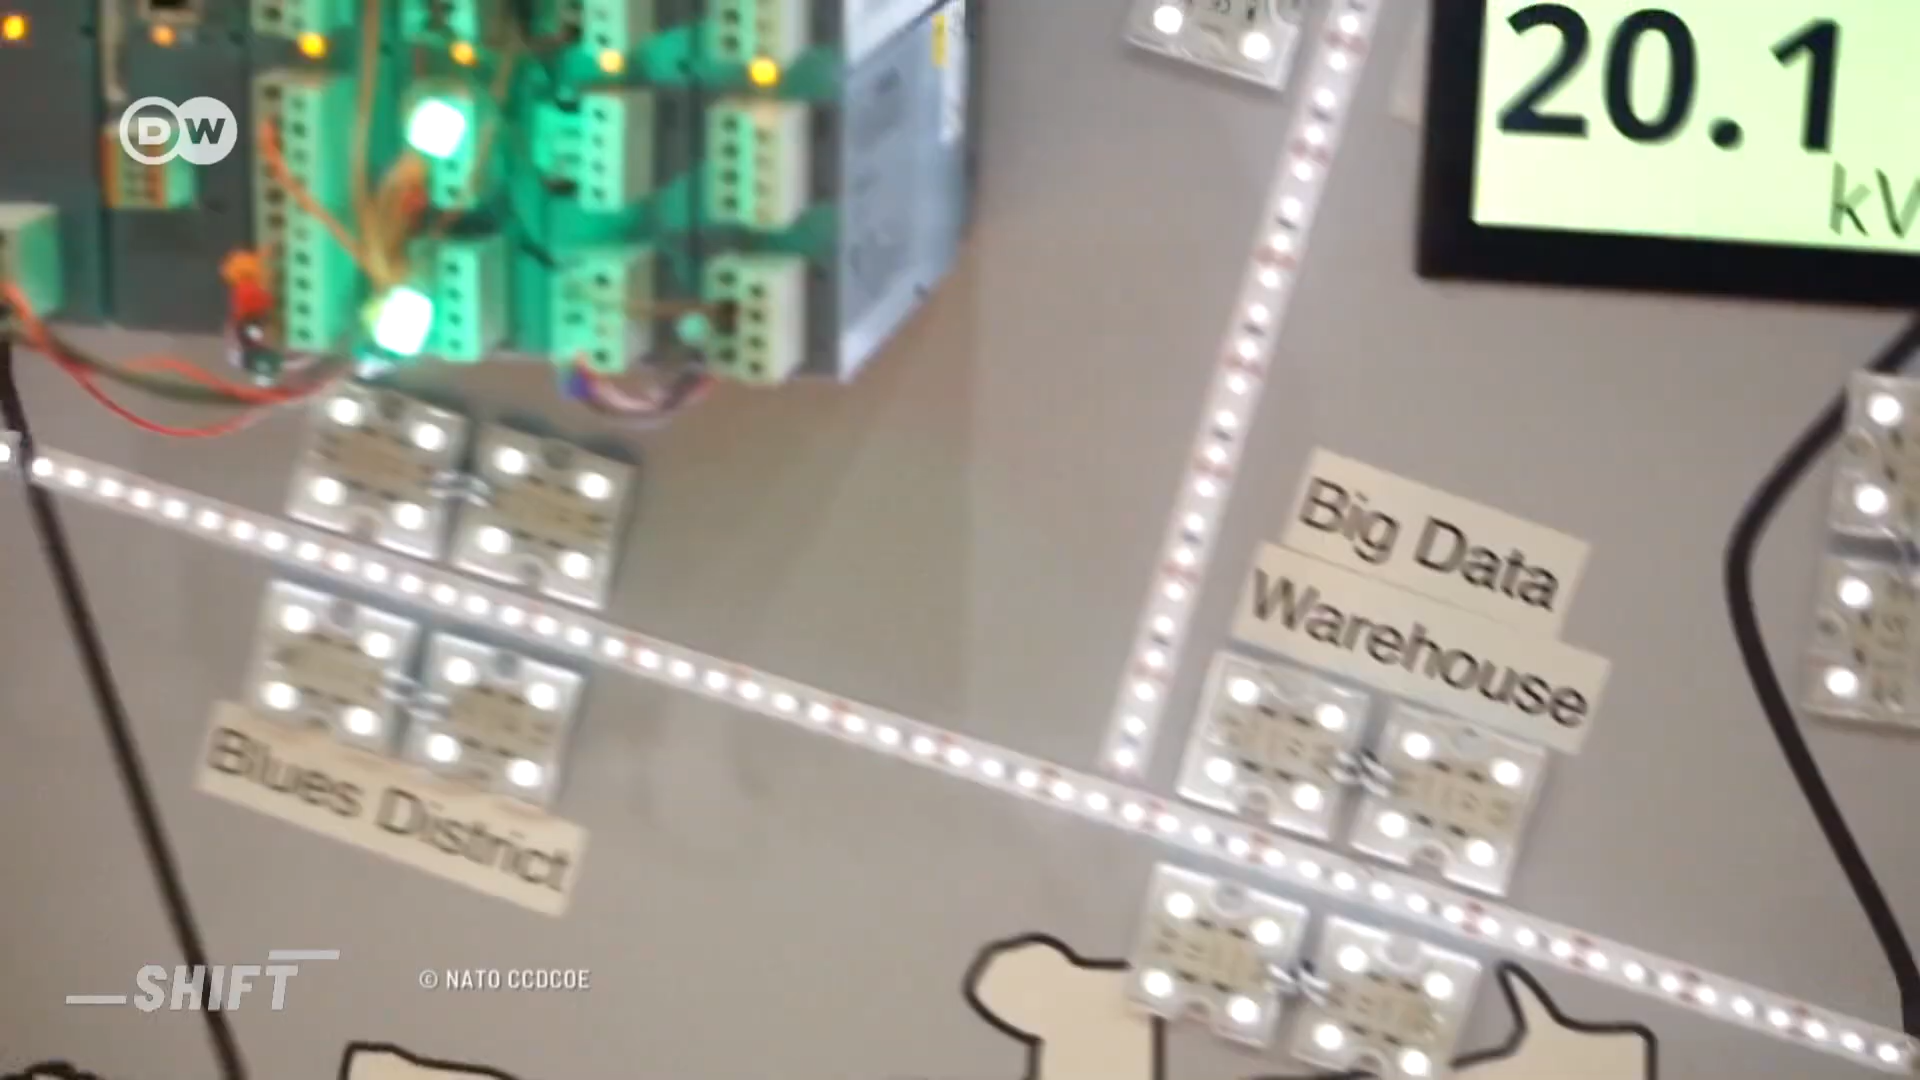 20.1
kV
DW
Big Data
Warehouse
Blues District
SHIFT
© NATO CCDCOE